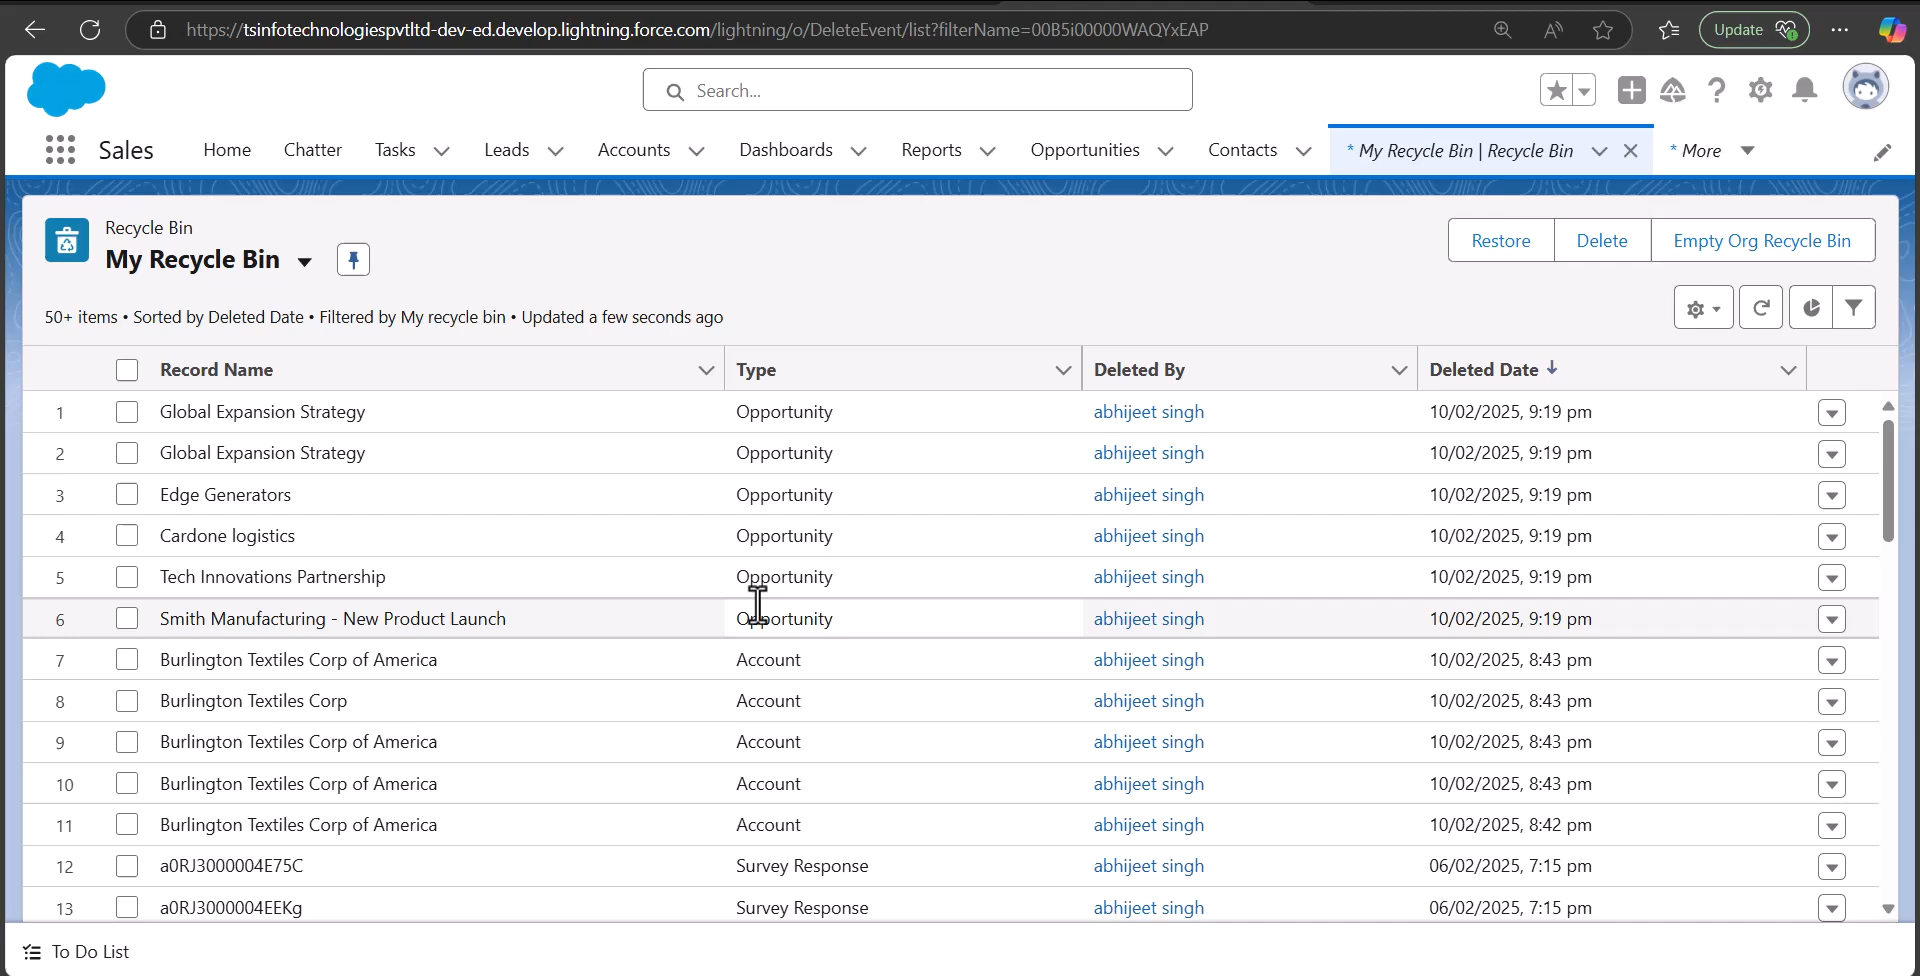 https://tsinfotechnologiespvtltd-dev-ed.develop.lightning.force.com/lightning/o/DeleteEvent/list?filterName=00B5i00000WAQYxEAP
Update
Search...
Sales Home Chatter Tasks Leads Accounts Dashboards Reports Opportunities Contacts * My Recycle Bin | Recycle Bin * More
Recycle Bin
My Recycle Bin
Restore Delete Empty Org Recycle Bin
50+ items • Sorted by Deleted Date • Filtered by My recycle bin • Updated a few seconds ago
Record Name Type Deleted By Deleted Date
1 Global Expansion Strategy Opportunity abhijeet singh 10/02/2025, 9:19 pm
2 Global Expansion Strategy Opportunity abhijeet singh 10/02/2025, 9:19 pm
3 Edge Generators Opportunity abhijeet singh 10/02/2025, 9:19 pm
4 Cardone logistics Opportunity abhijeet singh 10/02/2025, 9:19 pm
5 Tech Innovations Partnership Opportunity abhijeet singh 10/02/2025, 9:19 pm
6 Smith Manufacturing - New Product Launch Opportunity abhijeet singh 10/02/2025, 9:19 pm
7 Burlington Textiles Corp of America Account abhijeet singh 10/02/2025, 8:43 pm
8 Burlington Textiles Corp Account abhijeet singh 10/02/2025, 8:43 pm
9 Burlington Textiles Corp of America Account abhijeet singh 10/02/2025, 8:43 pm
10 Burlington Textiles Corp of America Account abhijeet singh 10/02/2025, 8:43 pm
11 Burlington Textiles Corp of America Account abhijeet singh 10/02/2025, 8:42 pm
12 a0RJ3000004E75C Survey Response abhijeet singh 06/02/2025, 7:15 pm
13 a0RJ3000004EEKg Survey Response abhijeet singh 06/02/2025, 7:15 pm
To Do List